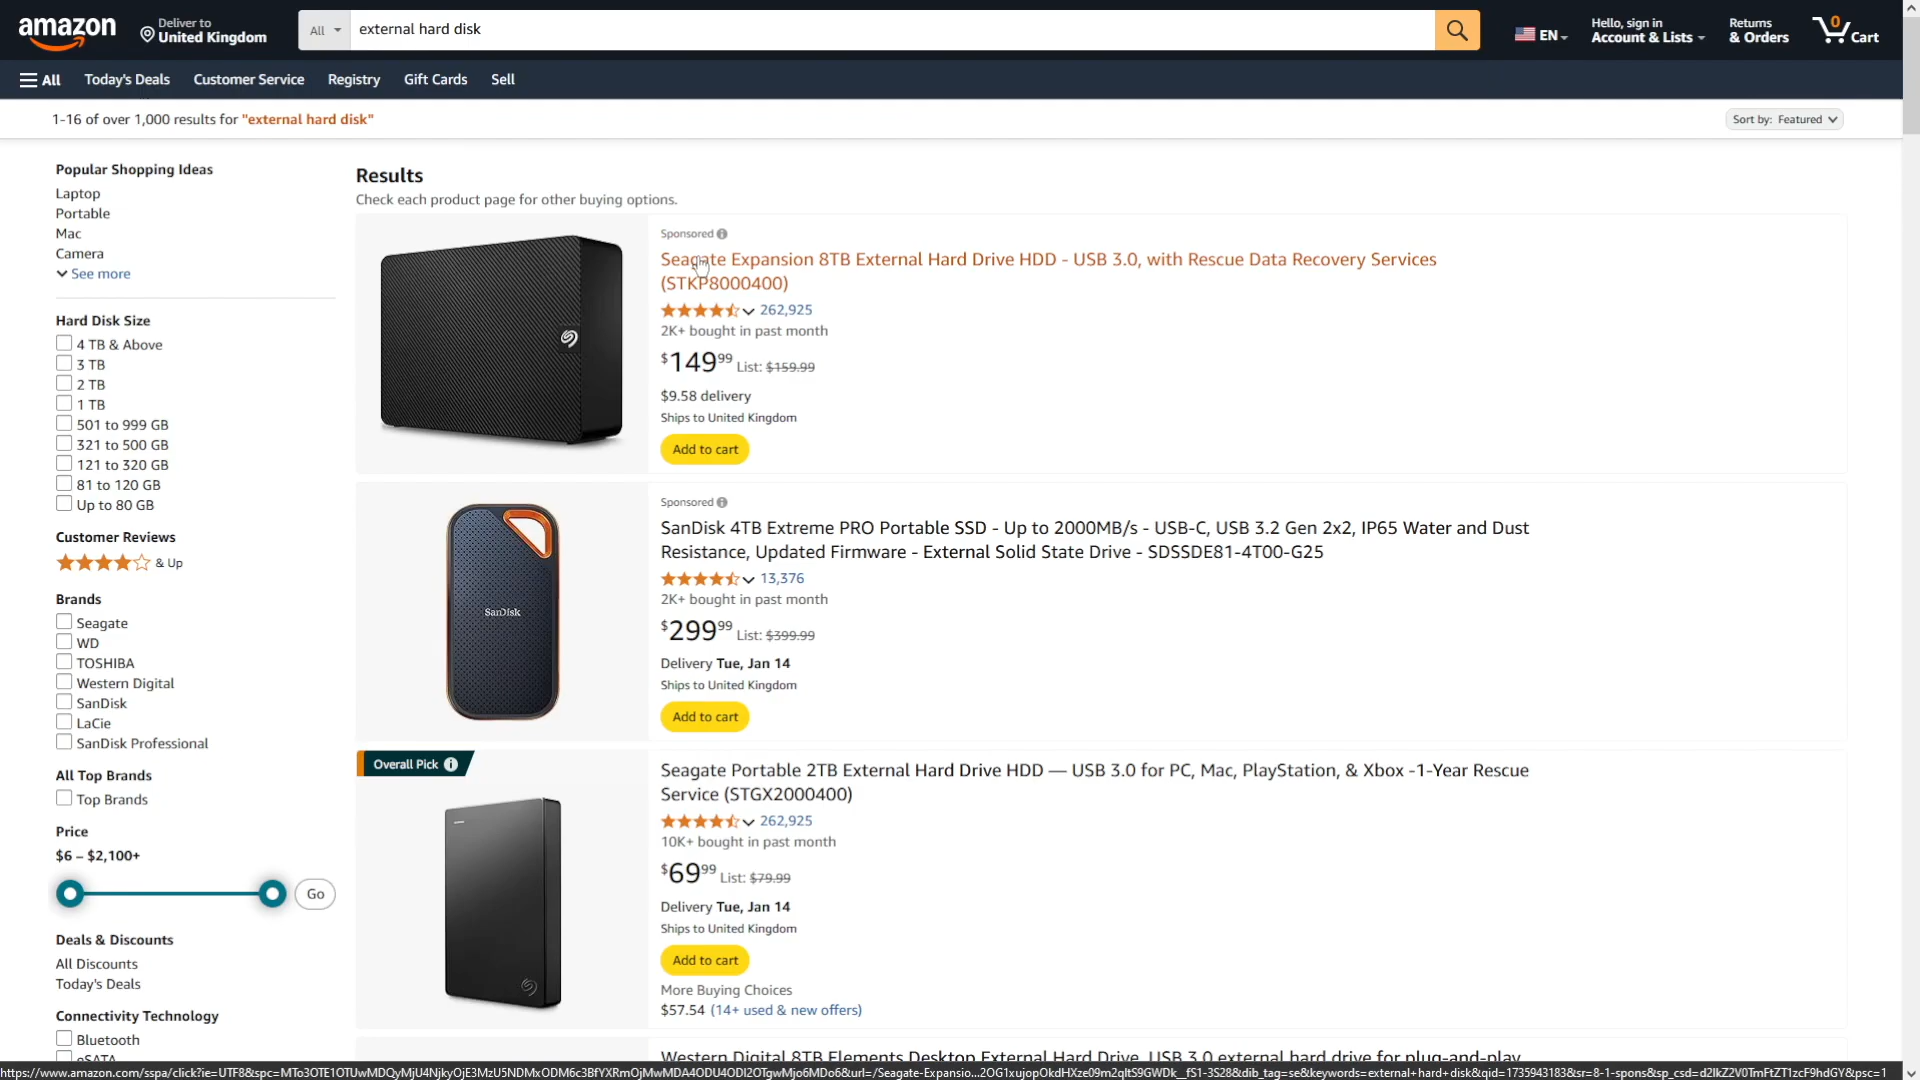 amazon
Deliver to
United Kingdom
All
external hard disk
EN
Hello, sign in
Account & Lists
Returns
& Orders
0
Cart
All
Today's Deals
Customer Service
Registry
Gift Cards
Sell
1-16 of over 1,000 results for "external hard disk"
Sort by: Featured
Popular Shopping Ideas
Laptop
Portable
Mac
Camera
See more
Hard Disk Size
4 TB & Above
3 TB
2 TB
1 TB
501 to 999 GB
321 to 500 GB
121 to 320 GB
81 to 120 GB
Up to 80 GB
Customer Reviews
& Up
Brands
Seagate
WD
TOSHIBA
Western Digital
SanDisk
LaCie
SanDisk Professional
All Top Brands
Top Brands
Price
$6 – $2,100+
Go
Deals & Discounts
All Discounts
Today's Deals
Connectivity Technology
Bluetooth
eSATA
Results
Check each product page for other buying options.
Sponsored
Seagate Expansion 8TB External Hard Drive HDD - USB 3.0, with Rescue Data Recovery Services
(STKP8000400)
262,925
2K+ bought in past month
$149.99 List: $159.99
$9.58 delivery
Ships to United Kingdom
Add to cart
SanDisk
Sponsored
SanDisk 4TB Extreme PRO Portable SSD - Up to 2000MB/s - USB-C, USB 3.2 Gen 2x2, IP65 Water and Dust
Resistance, Updated Firmware - External Solid State Drive - SDSSDE81-4T00-G25
13,376
2K+ bought in past month
$299.99 List: $399.99
Delivery Tue, Jan 14
Ships to United Kingdom
Add to cart
Overall Pick
Seagate Portable 2TB External Hard Drive HDD — USB 3.0 for PC, Mac, PlayStation, & Xbox -1-Year Rescue
Service (STGX2000400)
262,925
10K+ bought in past month
$69.99 List: $79.99
Delivery Tue, Jan 14
Ships to United Kingdom
Add to cart
More Buying Choices
$57.54 (14+ used & new offers)
Western Digital 8TB Elements Desktop External Hard Drive, USB 3.0 external hard drive for plug-and-play